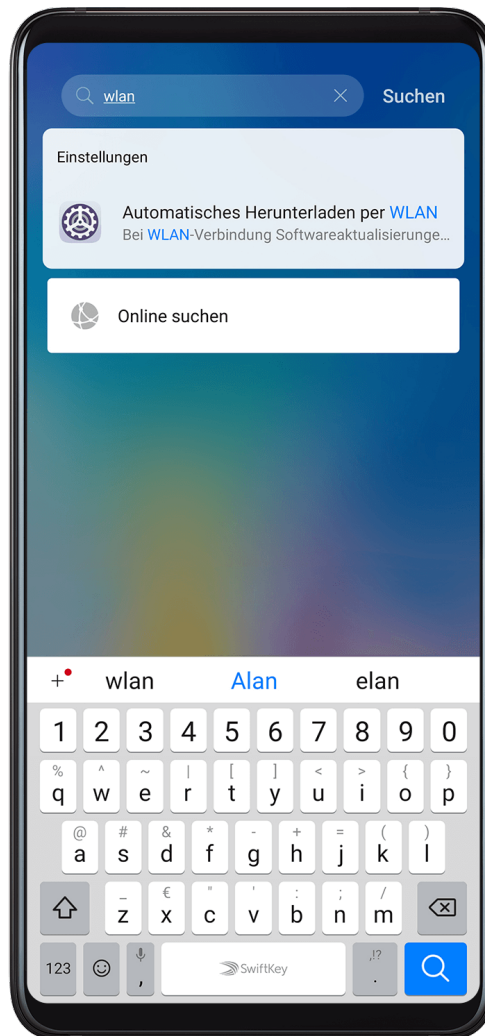 wlan
Suchen
Einstellungen
Automatisches Herunterladen per WLAN
Bei WLAN-Verbindung Softwareaktualisierunge...
Online suchen
+ wlan Alan elan
1 2 3 4 5 6 7 8 9 0
% ^ ~ | [ ] < > { }
q w e r t y u i o p
@ # & * - + = ( )
a s d f g h j k l
_ € " ' : ; /
z x c v b n m
123 , SwiftKey ,!? .